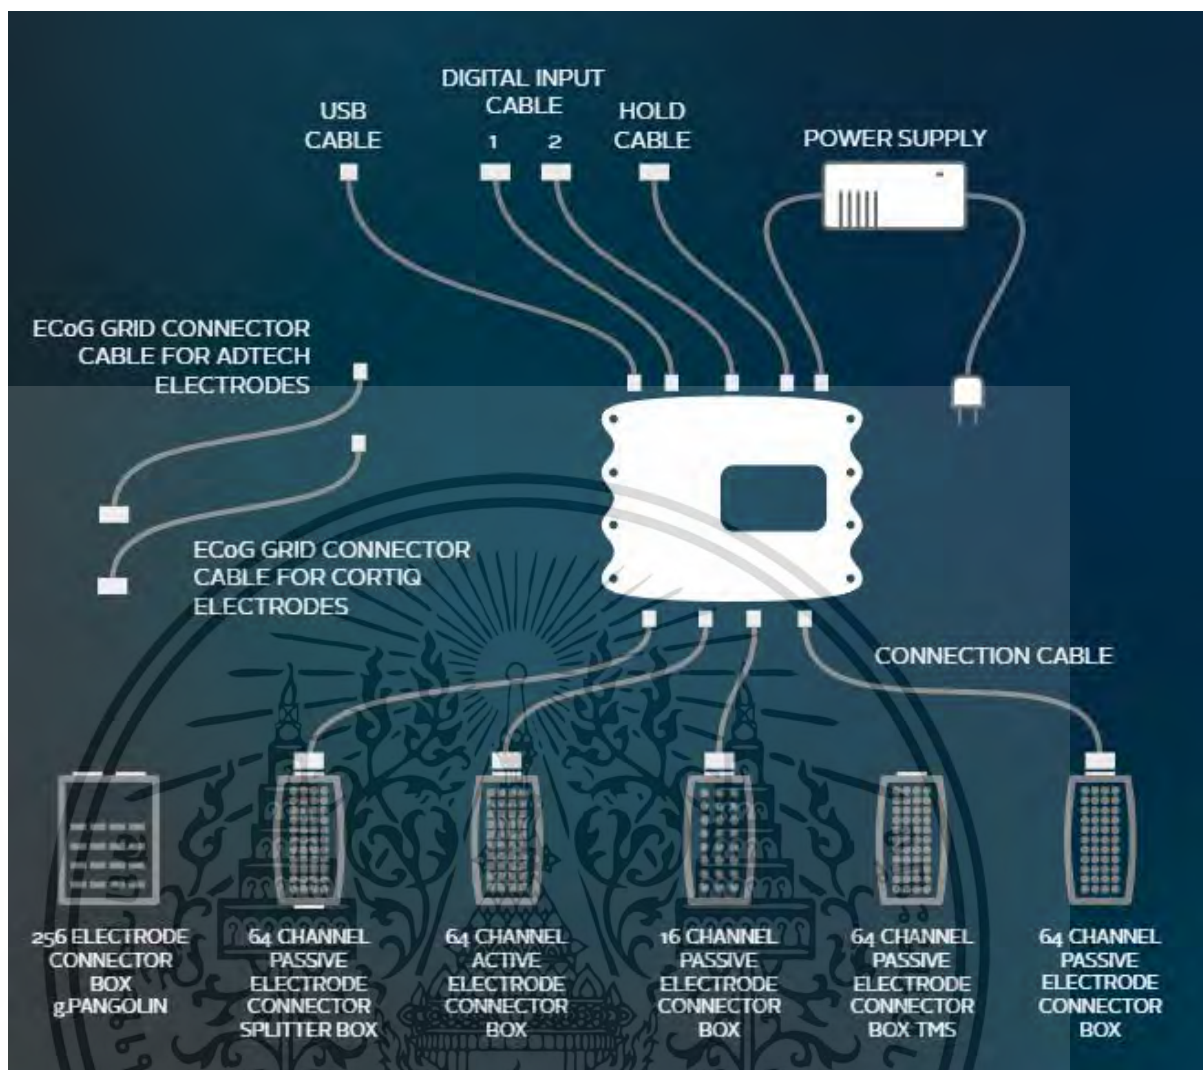 DIGITAL INPUT
CABLE
1 2
USB
CABLE
HOLD
CABLE
POWER SUPPLY
ECoG GRID CONNECTOR
CABLE FOR ADTECH
ELECTRODES
ECoG GRID CONNECTOR
CABLE FOR CORTIQ
ELECTRODES
CONNECTION CABLE
256 ELECTRODE
CONNECTOR
BOX
g.PANGOLIN
64 CHANNEL
PASSIVE
ELECTRODE
CONNECTOR
SPLITTER BOX
64 CHANNEL
ACTIVE
ELECTRODE
CONNECTOR
BOX
16 CHANNEL
PASSIVE
ELECTRODE
CONNECTOR
BOX
64 CHANNEL
PASSIVE
ELECTRODE
CONNECTOR
BOX TMS
64 CHANNEL
PASSIVE
ELECTRODE
CONNECTOR
BOX